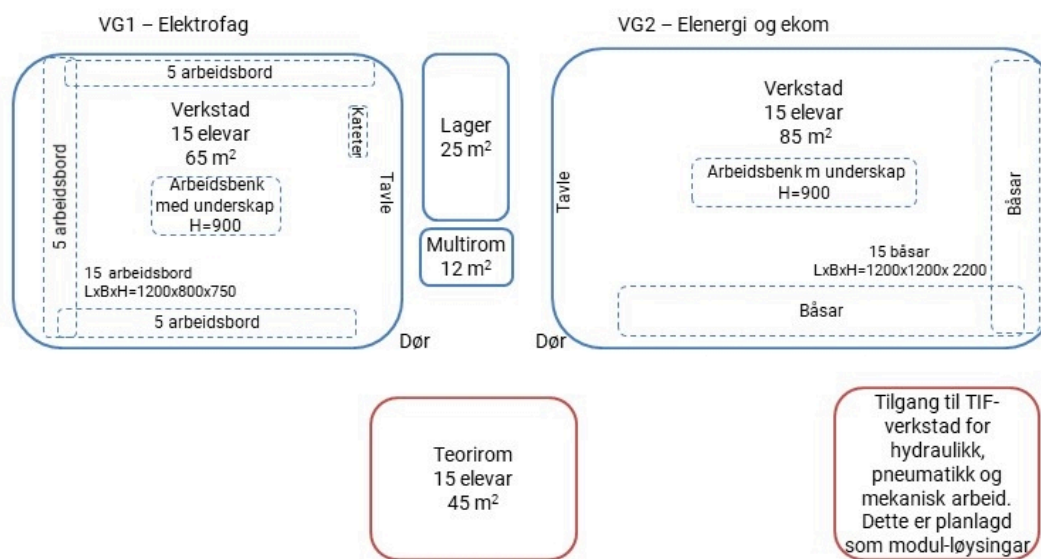 VG1 – Elektrofag
5 arbeidsbord
Verkstad
15 elevar
65 m²
Kateter
Tavle
5 arbeidsbord
Arbeidsbenk
med underskap
H=900
15 arbeidsbord
LxBxH=1200x800x750
5 arbeidsbord
Dør
Lager
25 m²
Multirom
12 m²
VG2 – Elenergi og ekom
Verkstad
15 elevar
85 m²
Tavle
Arbeidsbenk m underskap
H=900
Båsar
15 båsar
LxBxH=1200x1200x 2200
Båsar
Dør
Teorirom
15 elevar
45 m²
Tilgang til TIF-
verkstad for
hydraulikk,
pneumatikk og
mekanisk arbeid.
Dette er planlagd
som modul-løysingar